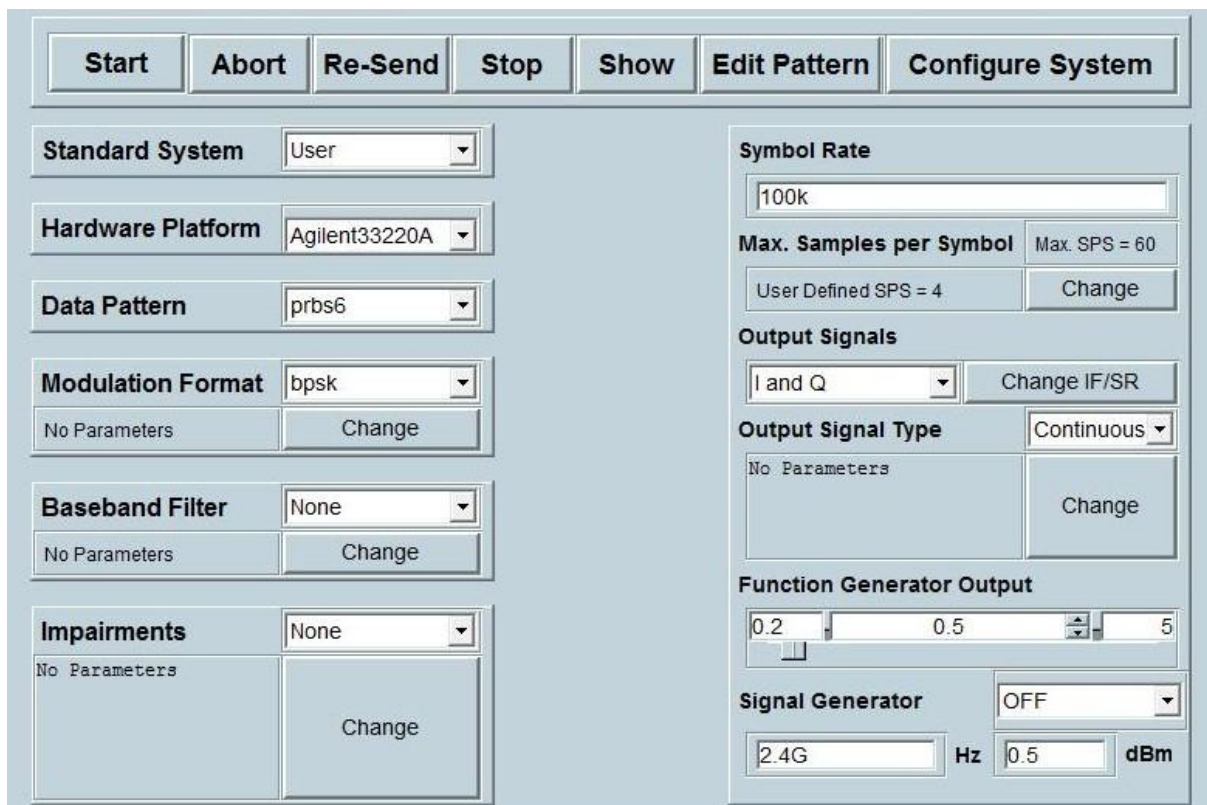 Start Abort Re-Send Stop Show Edit Pattern Configure System
Standard System User
Hardware Platform Agilent33220A
Data Pattern prbs6
Modulation Format bpsk
No Parameters Change
Baseband Filter None
No Parameters Change
Impairments None
No Parameters
Change
Symbol Rate
100k
Max. Samples per Symbol Max. SPS = 60
User Defined SPS = 4 Change
Output Signals
I and Q Change IF/SR
Output Signal Type Continuous
No Parameters
Change
Function Generator Output
0.2 - 0.5 - 5
Signal Generator OFF
2.4G Hz 0.5 dBm